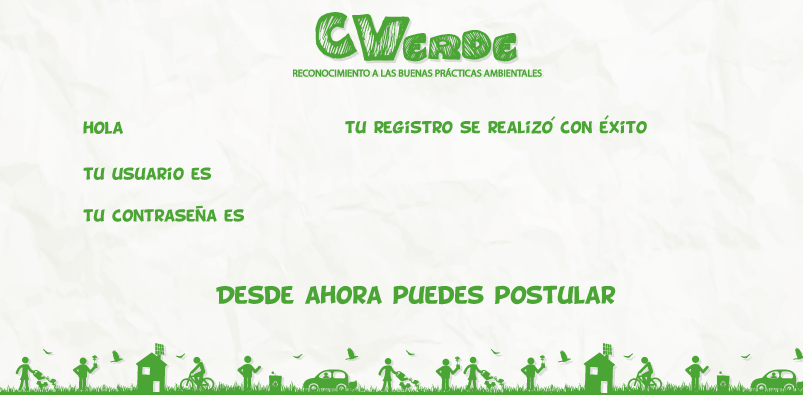 CVERDE
RECONOCIMIENTO A LAS BUENAS PRÁCTICAS AMBIENTALES
HOLA TU REGISTRO SE REALIZÓ CON ÉXITO
TU USUARIO ES
TU CONTRASEÑA ES
DESDE AHORA PUEDES POSTULAR